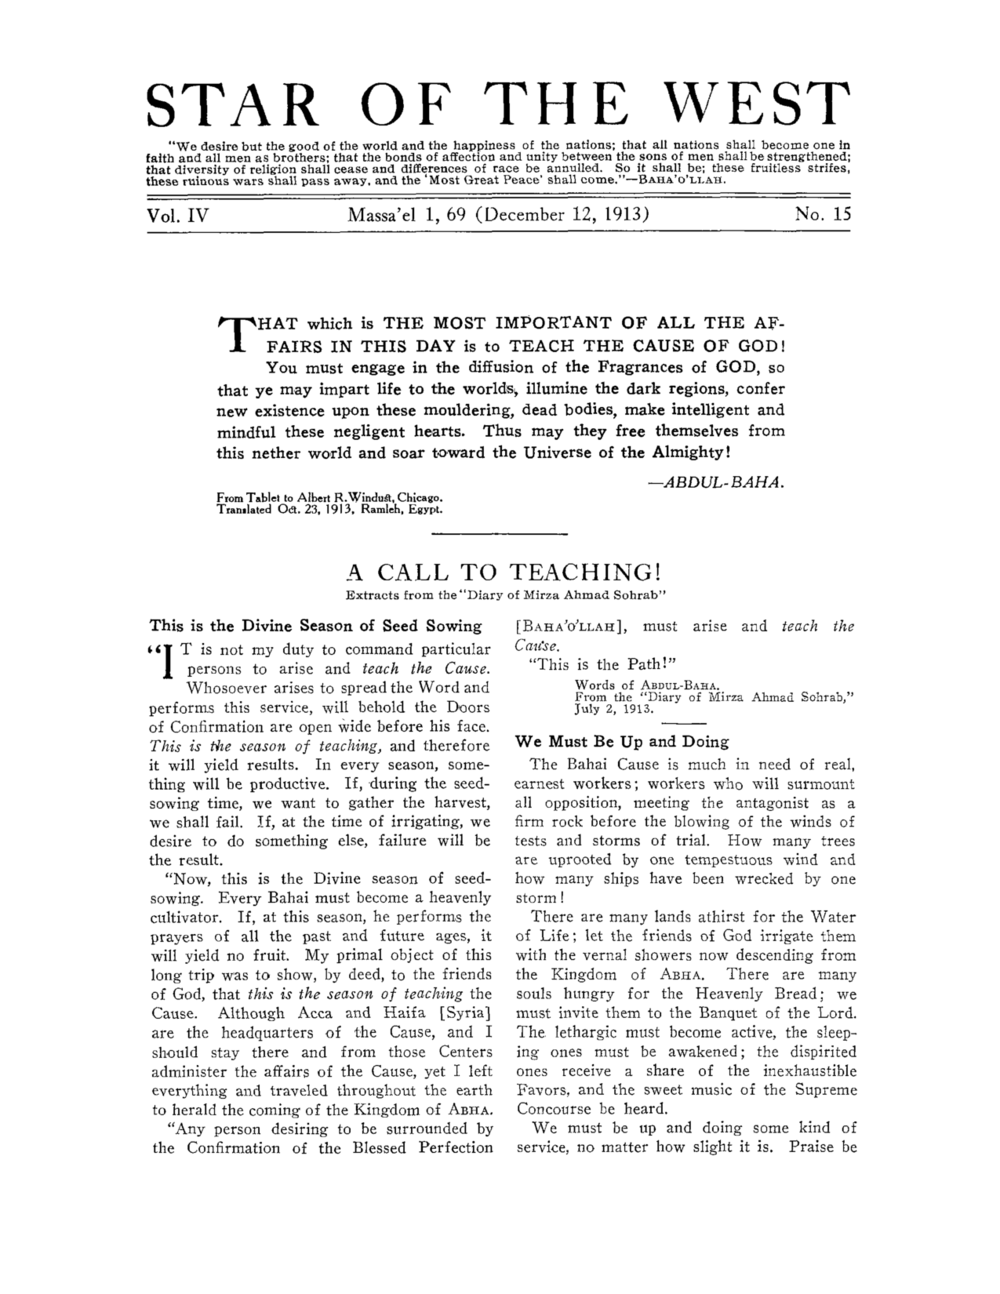 STAR OF THE WEST
"We desire but the good of the world and the happiness of the nations; that all nations shall become one in
faith and all men as brothers; that the bonds of affection and unity between the sons of men shall be strengthened;
that diversity of religion shall cease and differences of race be annulled. So it shall be; these fruitless strifes,
these ruinous wars shall pass away, and the 'Most Great Peace' shall come."—BAHA'O'LLAH.
Vol. IV Massa'el 1, 69 (December 12, 1913) No. 15
THAT which is THE MOST IMPORTANT OF ALL THE AF-
FAIRS IN THIS DAY is to TEACH THE CAUSE OF GOD!
You must engage in the diffusion of the Fragrances of GOD, so
that ye may impart life to the worlds, illumine the dark regions, confer
new existence upon these mouldering, dead bodies, make intelligent and
mindful these negligent hearts. Thus may they free themselves from
this nether world and soar toward the Universe of the Almighty!
—ABDUL-BAHA.
From Tablet to Albert R. Windust, Chicago.
Translated Oct. 23, 1913, Ramleh, Egypt.
A CALL TO TEACHING!
Extracts from the "Diary of Mirza Ahmad Sohrab"
This is the Divine Season of Seed Sowing
"IT is not my duty to command particular
persons to arise and teach the Cause.
Whosoever arises to spread the Word and
performs this service, will behold the Doors
of Confirmation are open wide before his face.
This is the season of teaching, and therefore
it will yield results. In every season, some-
thing will be productive. If, during the seed-
sowing time, we want to gather the harvest,
we shall fail. If, at the time of irrigating, we
desire to do something else, failure will be
the result.
"Now, this is the Divine season of seed-
sowing. Every Bahai must become a heavenly
cultivator. If, at this season, he performs the
prayers of all the past and future ages, it
will yield no fruit. My primal object of this
long trip was to show, by deed, to the friends
of God, that this is the season of teaching the
Cause. Although Acca and Haifa [Syria]
are the headquarters of the Cause, and I
should stay there and from those Centers
administer the affairs of the Cause, yet I left
everything and traveled throughout the earth
to herald the coming of the Kingdom of ABHA.
"Any person desiring to be surrounded by
the Confirmation of the Blessed Perfection
[BAHA'O'LLAH], must arise and teach the
Cause.
"This is the Path!"
Words of ABDUL-BAHA.
From the "Diary of Mirza Ahmad Sohrab,"
July 2, 1913.
We Must Be Up and Doing
The Bahai Cause is much in need of real,
earnest workers; workers who will surmount
all opposition, meeting the antagonist as a
firm rock before the blowing of the winds of
tests and storms of trial. How many trees
are uprooted by one tempestuous wind and
how many ships have been wrecked by one
storm!
There are many lands athirst for the Water
of Life; let the friends of God irrigate them
with the vernal showers now descending from
the Kingdom of ABHA. There are many
souls hungry for the Heavenly Bread; we
must invite them to the Banquet of the Lord.
The lethargic must become active, the sleep-
ing ones must be awakened; the dispirited
ones receive a share of the inexhaustible
Favors, and the sweet music of the Supreme
Concourse be heard.
We must be up and doing some kind of
service, no matter how slight it is. Praise be